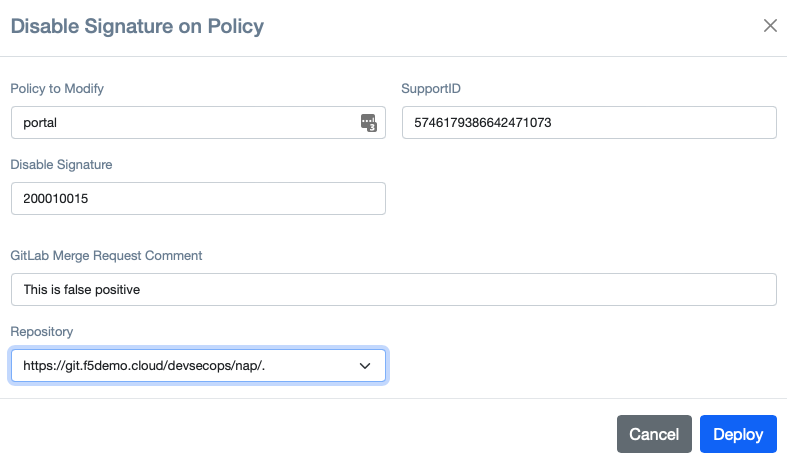 Disable Signature on Policy
Policy to Modify
SupportID
portal
5746179386642471073
Disable Signature
200010015
GitLab Merge Request Comment
This is false positive
Repository
https://git.f5demo.cloud/devsecops/nap/.
Cancel
Deploy